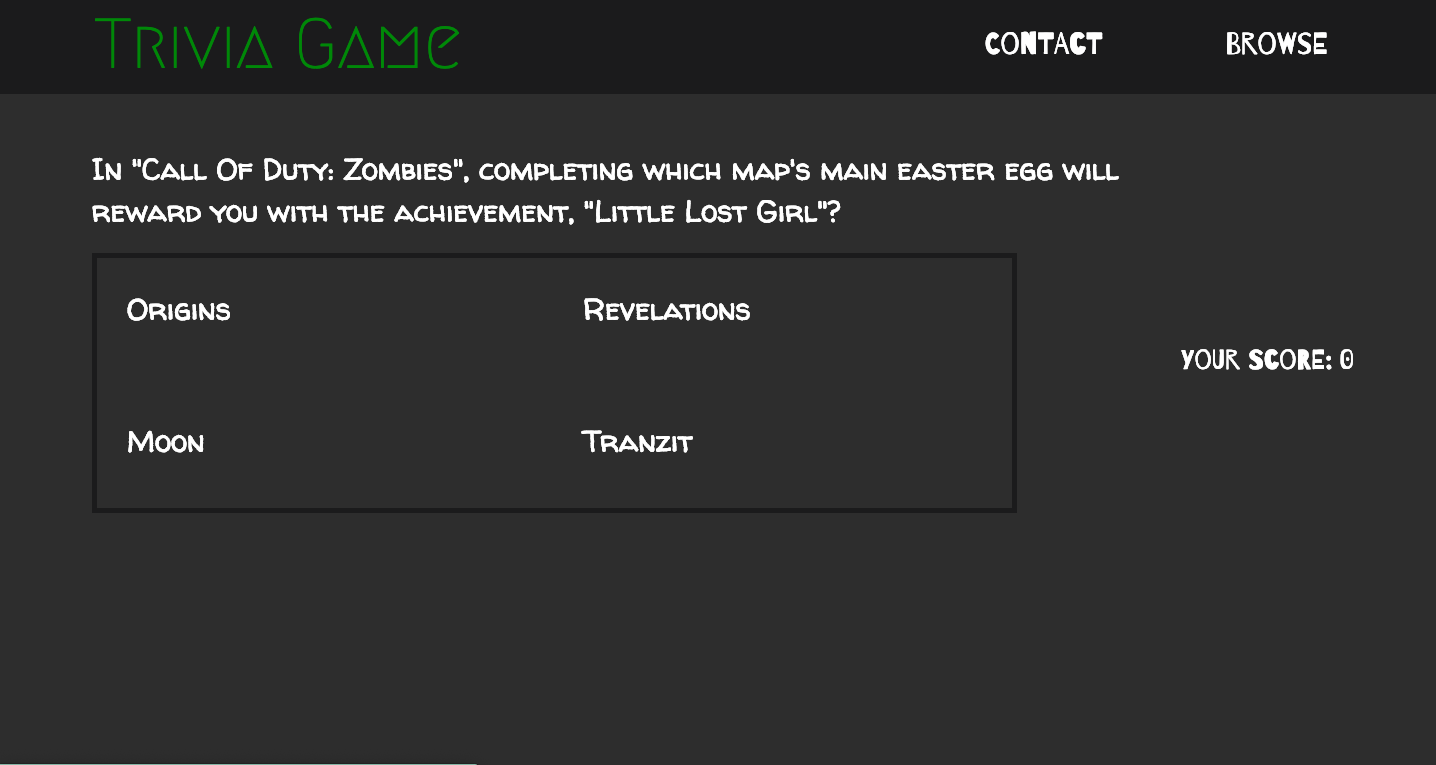 Trivia Game
CONTACT
BROWSE
In "Call Of Duty: Zombies", completing which map's main easter egg will
reward you with the achievement, "Little Lost Girl"?
Origins
Revelations
YOUR SCORE: 0
Moon
Tranzit